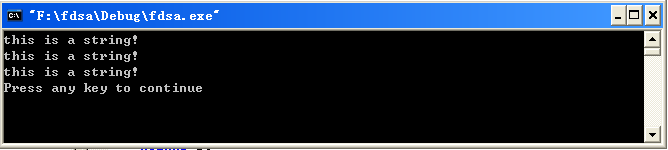 "F:\fdsa\Debug\fdsa.exe"
this is a string!
this is a string!
this is a string!
Press any key to continue